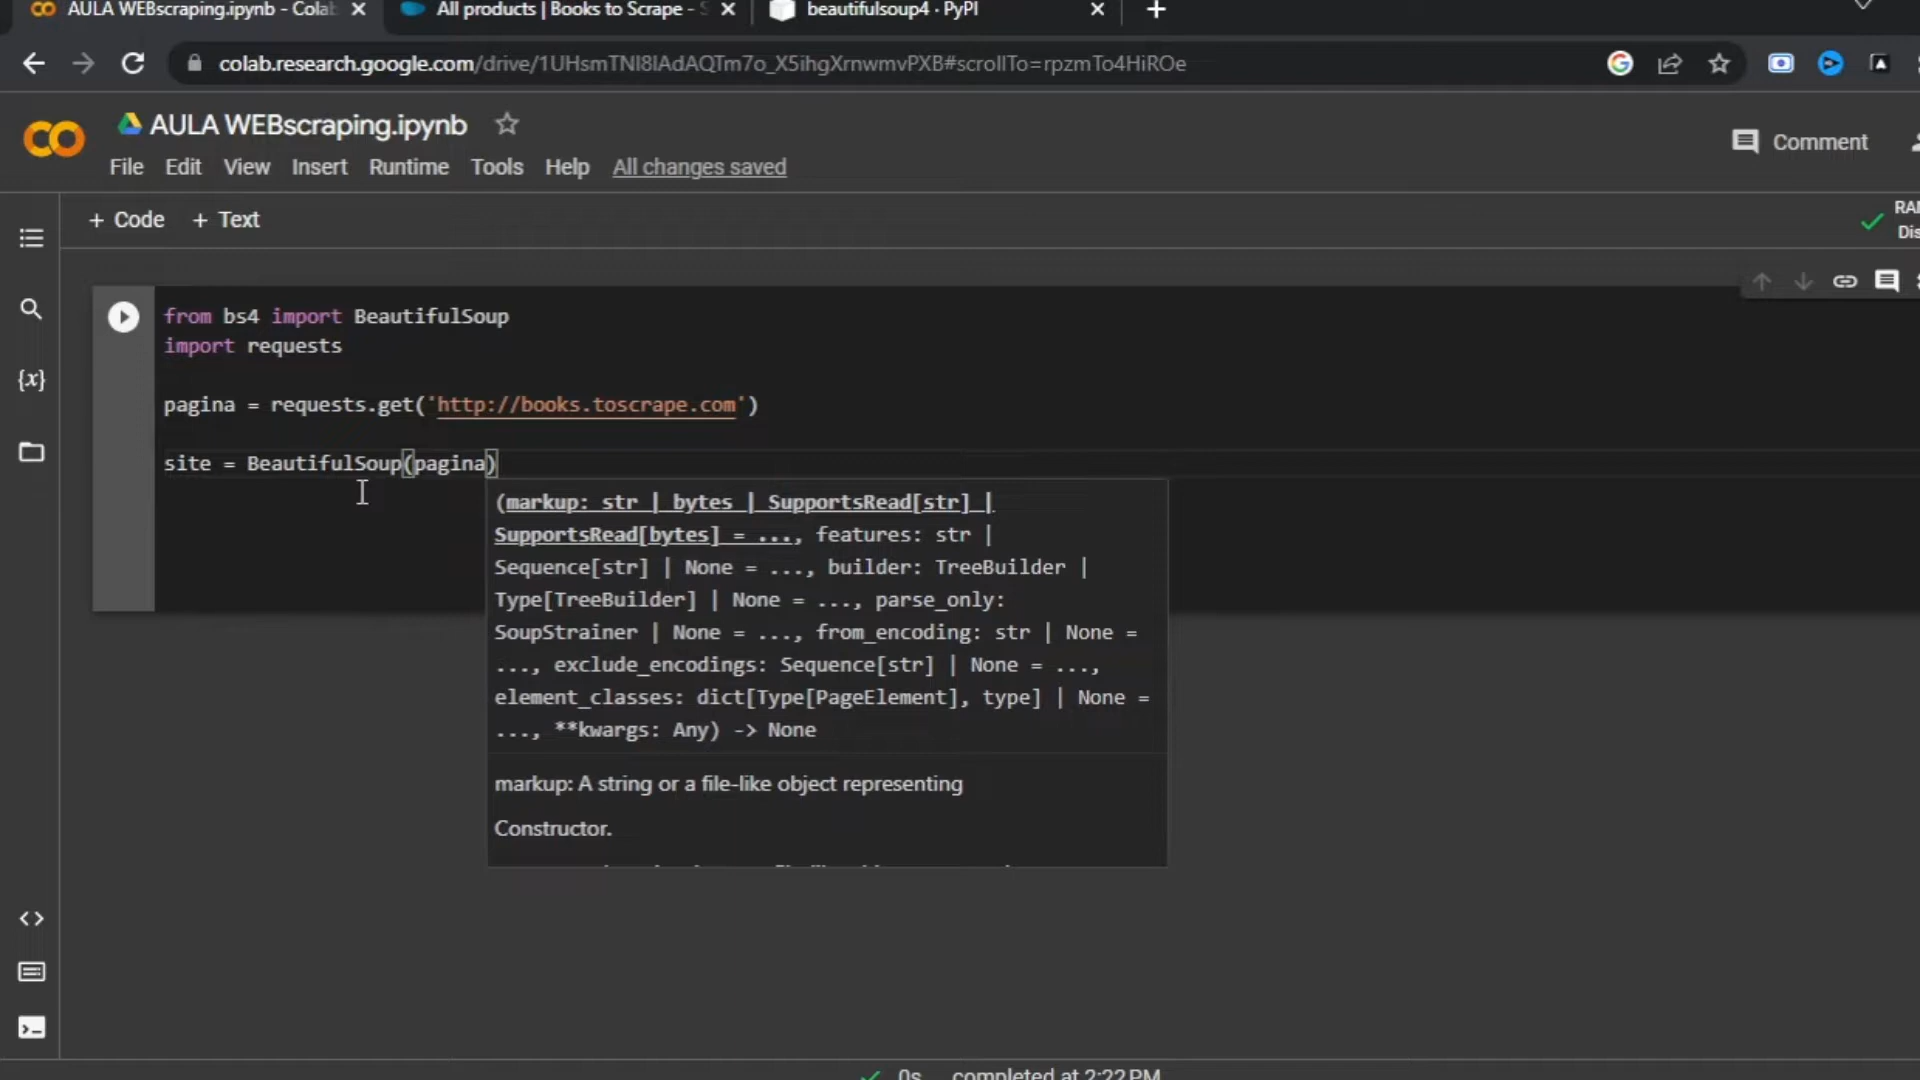 AULA WEBscraping.ipynb - Colab
All products | Books to Scrape - S
beautifulsoup4 · PyPI
colab.research.google.com/drive/1UHsmTNl8lAdAQTm7o_X5ihgXrnwmvPXB#scrollTo=rpzmTo4HiROe
AULA WEBscraping.ipynb
Comment
File Edit View Insert Runtime Tools Help All changes saved
+ Code + Text
RAM
Dis
from bs4 import BeautifulSoup
import requests
pagina = requests.get('http://books.toscrape.com')
site = BeautifulSoup(pagina)
(markup: str | bytes | SupportsRead[str] |
SupportsRead[bytes] = ..., features: str |
Sequence[str] | None = ..., builder: TreeBuilder |
Type[TreeBuilder] | None = ..., parse_only:
SoupStrainer | None = ..., from_encoding: str | None =
..., exclude_encodings: Sequence[str] | None = ...,
element_classes: dict[Type[PageElement], type] | None =
..., **kwargs: Any) -> None
markup: A string or a file-like object representing
Constructor.
0s completed at 2:22 PM